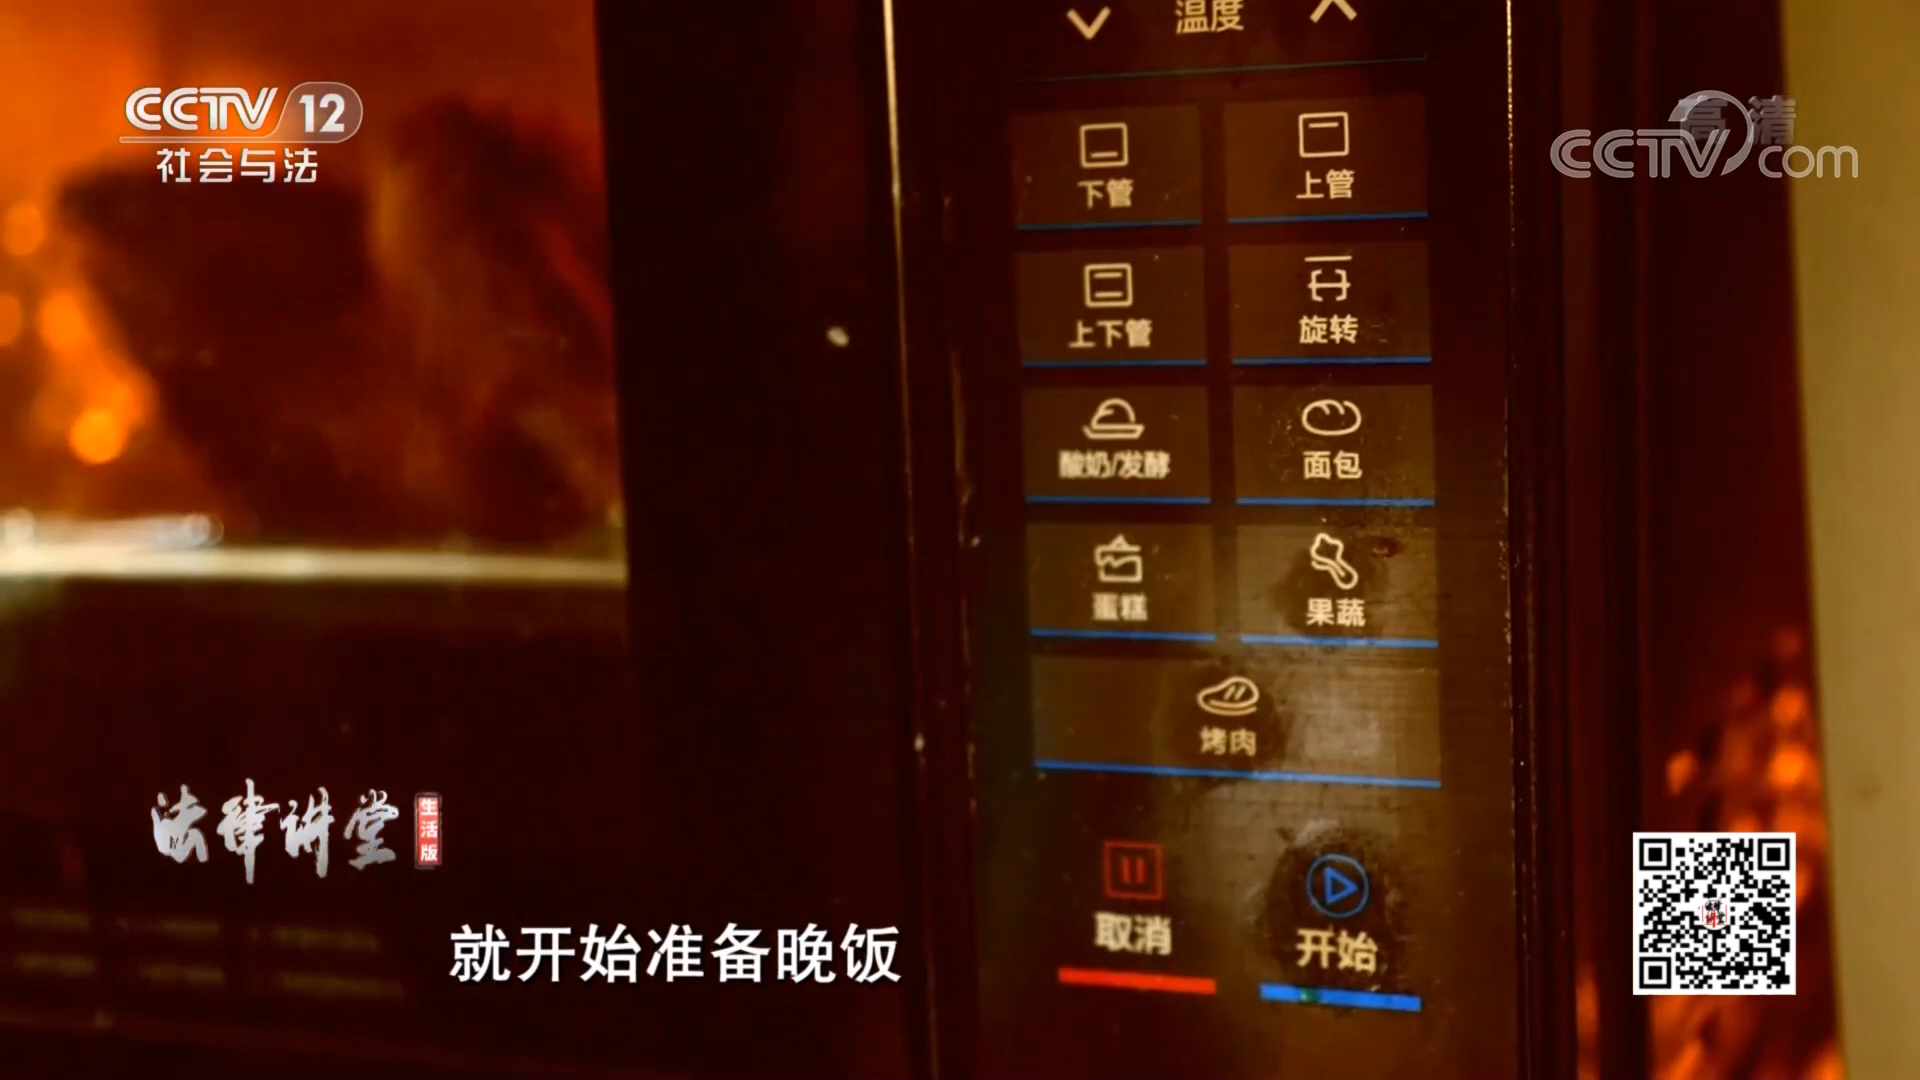 温度
CCTV 12
社会与法
高清
CCTV.com
下管
上管
上下管
旋转
酸奶/发酵
面包
蛋糕
果蔬
烤肉
法律讲堂
生活版
取消
开始
就开始准备晚饭